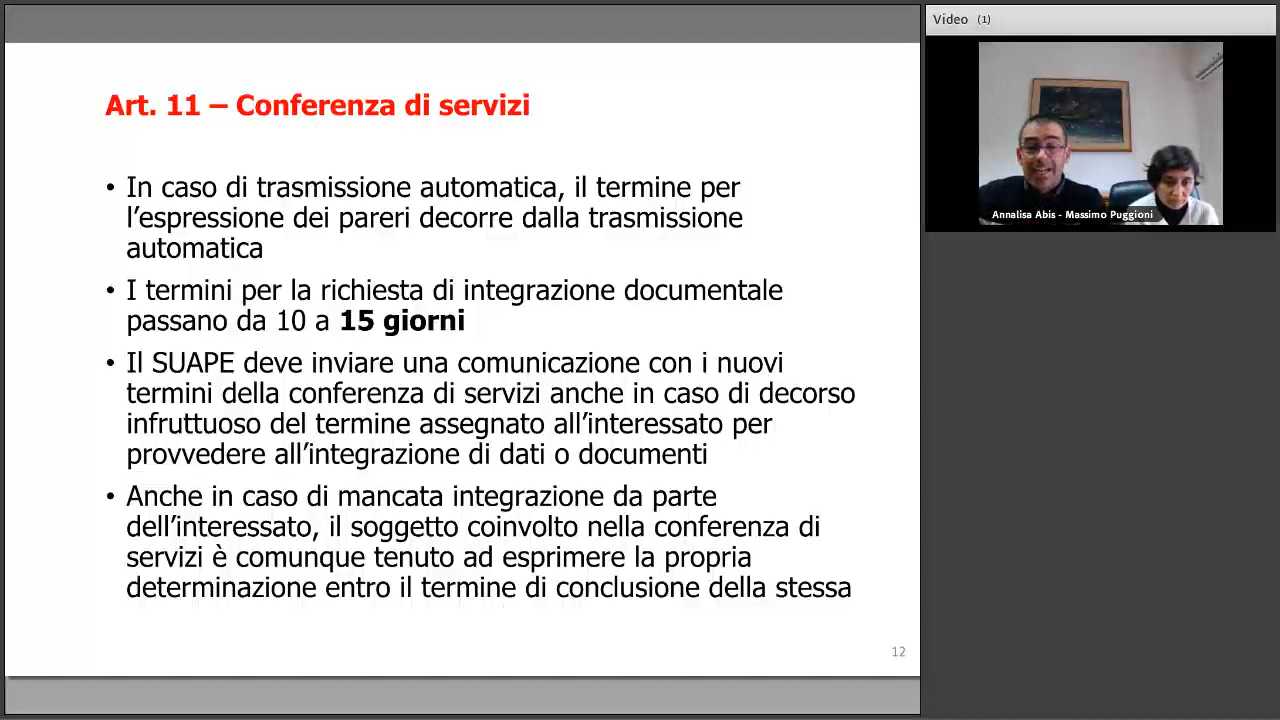 Art. 11 – Conferenza di servizi
• In caso di trasmissione automatica, il termine per
l’espressione dei pareri decorre dalla trasmissione
automatica
• I termini per la richiesta di integrazione documentale
passano da 10 a 15 giorni
• Il SUAPE deve inviare una comunicazione con i nuovi
termini della conferenza di servizi anche in caso di decorso
infruttuoso del termine assegnato all’interessato per
provvedere all’integrazione di dati o documenti
• Anche in caso di mancata integrazione da parte
dell’interessato, il soggetto coinvolto nella conferenza di
servizi è comunque tenuto ad esprimere la propria
determinazione entro il termine di conclusione della stessa
12
Video (1)
Annalisa Abis - Massimo Puggioni